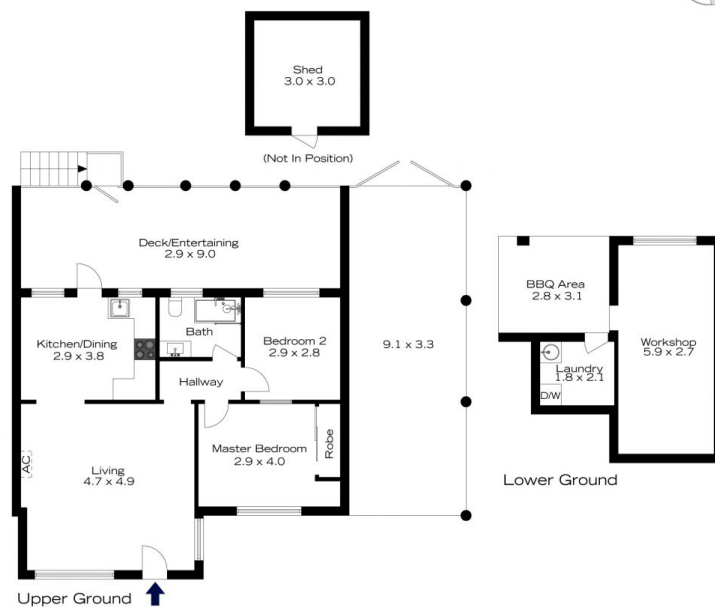 Shed
3.0 x 3.0
(Not In Position)
Deck/Entertaining
2.9 x 9.0
Kitchen/Dining
2.9 x 3.8
Bath
Bedroom 2
2.9 x 2.8
Hallway
Master Bedroom
2.9 x 4.0
Robe
AC
Living
4.7 x 4.9
9.1 x 3.3
Upper Ground
BBQ Area
2.8 x 3.1
Workshop
5.9 x 2.7
Laundry
1.8 x 2.1
D/W
Lower Ground